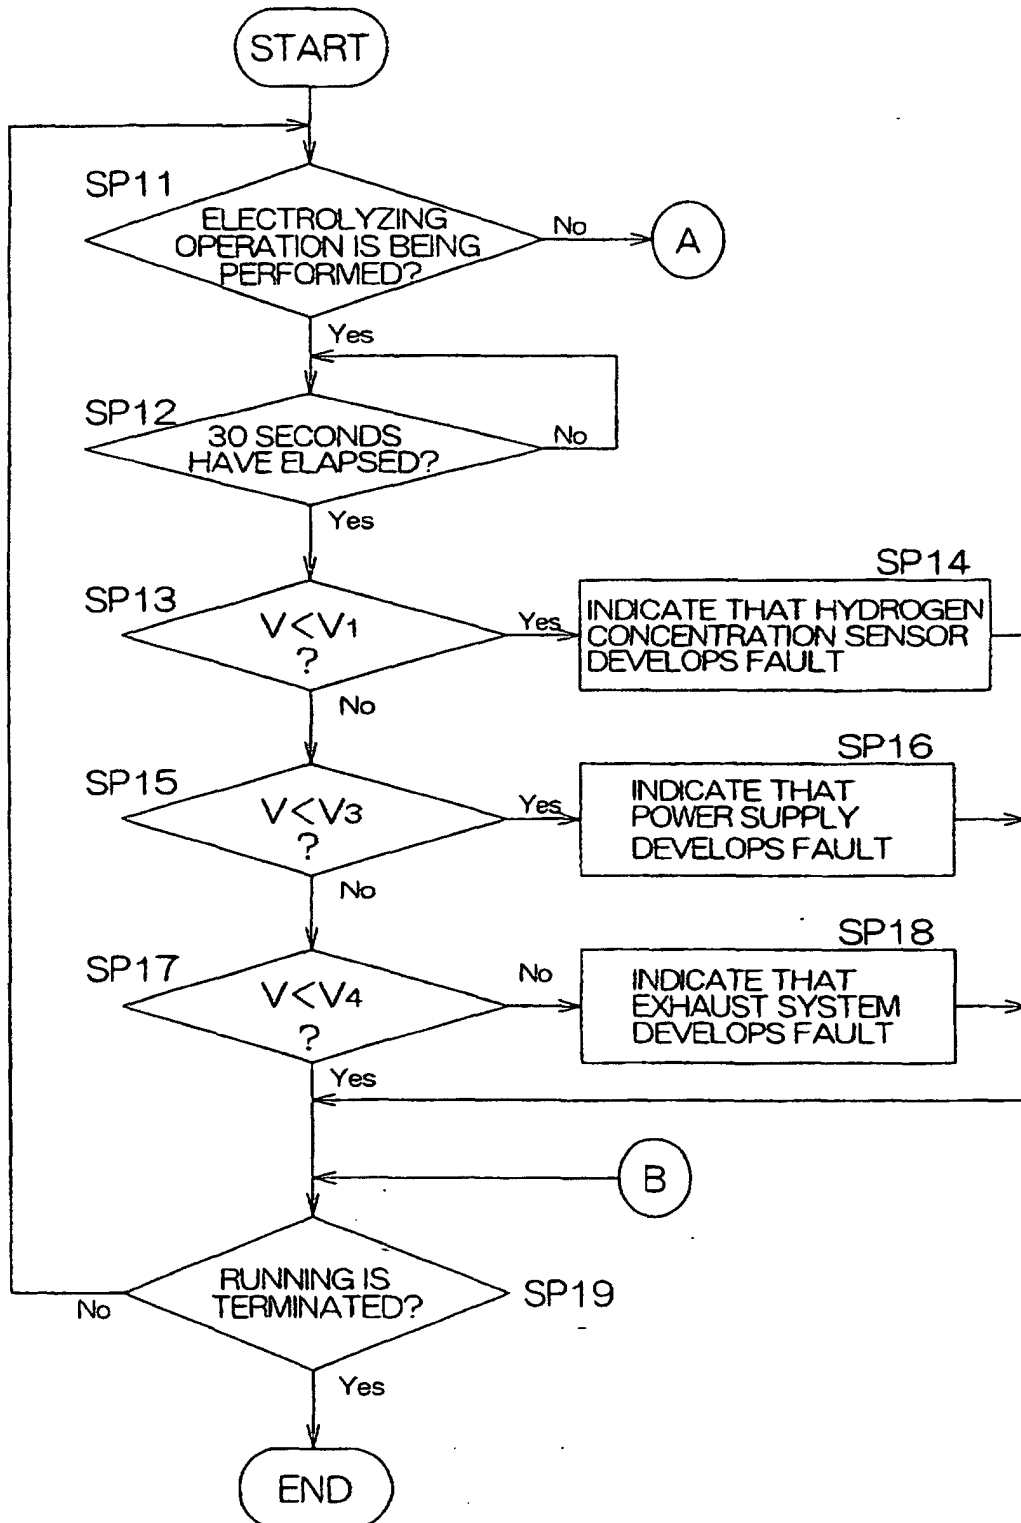 START
SP11
ELECTROLYZING
OPERATION IS BEING
PERFORMED?
No
A
Yes
SP12
30 SECONDS
HAVE ELAPSED?
No
Yes
SP13
V<V1
?
Yes
SP14
INDICATE THAT HYDROGEN
CONCENTRATION SENSOR
DEVELOPS FAULT
No
SP15
V<V3
?
Yes
SP16
INDICATE THAT
POWER SUPPLY
DEVELOPS FAULT
No
SP17
V<V4
?
No
SP18
INDICATE THAT
EXHAUST SYSTEM
DEVELOPS FAULT
Yes
B
RUNNING IS
TERMINATED?
SP19
No
Yes
END